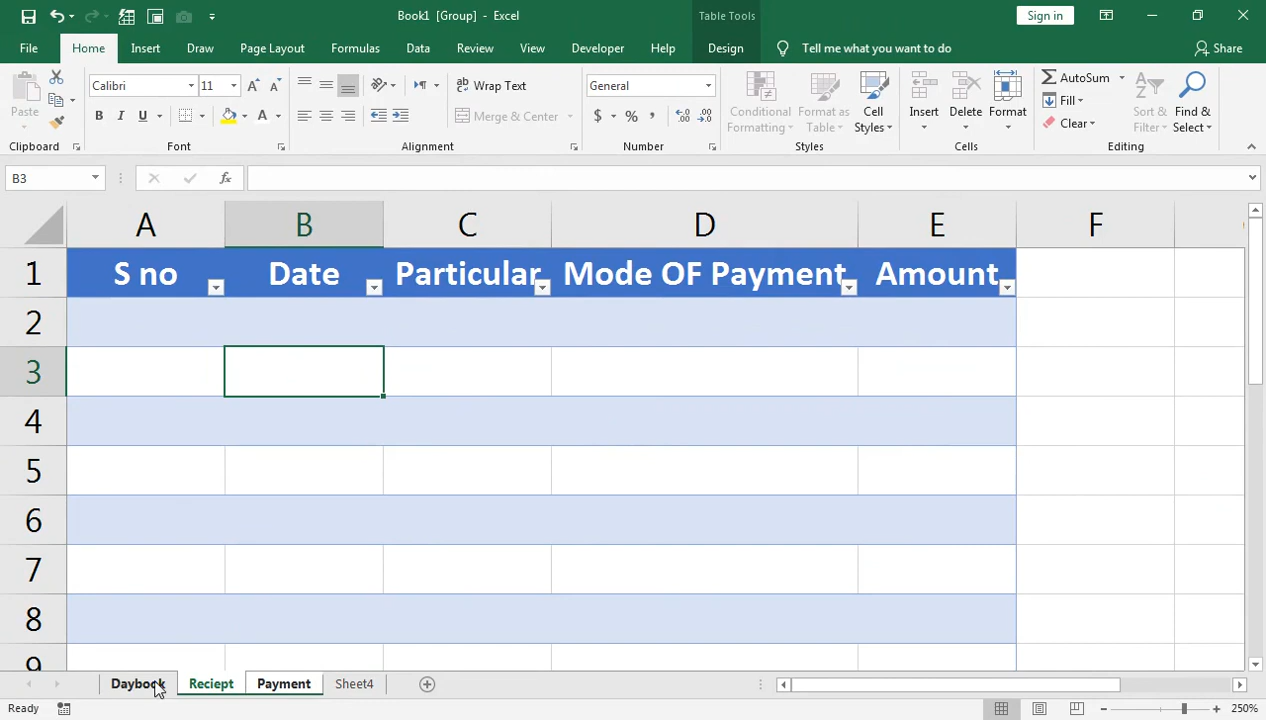 Book1 [Group] - Excel
Table Tools
Sign in
File Home Insert Draw Page Layout Formulas Data Review View Developer Help Design Tell me what you want to do Share
Paste
Calibri 11
B I U A
Wrap Text
Merge & Center
General
$ % ,
Conditional Formatting
Format as Table
Cell Styles
Insert
Delete
Format
AutoSum
Fill
Clear
Sort & Filter
Find & Select
Clipboard Font Alignment Number Styles Cells Editing
B3 fx
A B C D E F
1 S no Date Particular Mode OF Payment Amount
2
3
4
5
6
7
8
9
Daybook Reciept Payment Sheet4
Ready 250%